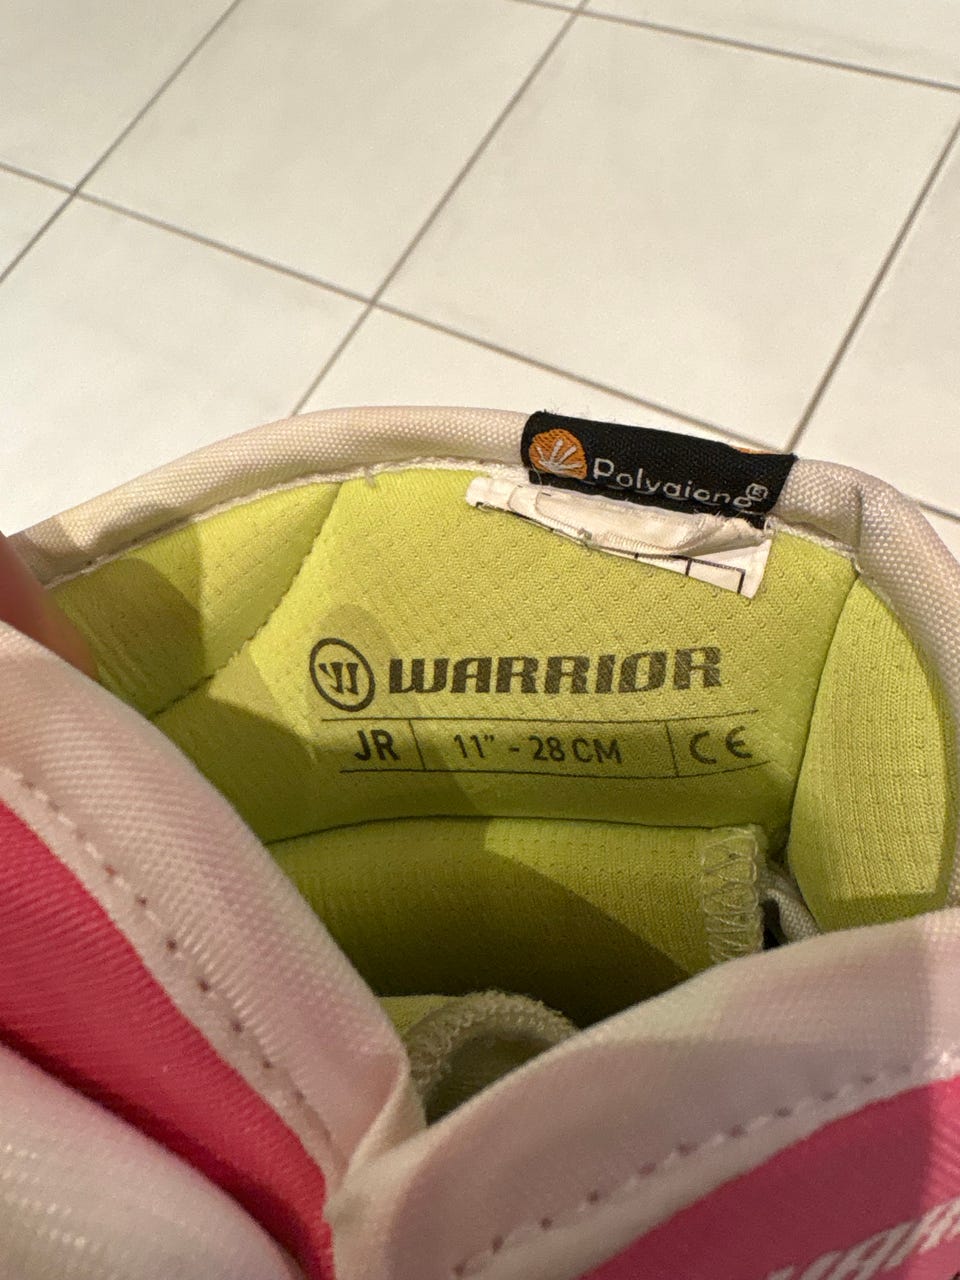 Polygiene®
WARRIOR
JR 11" - 28 CM CE